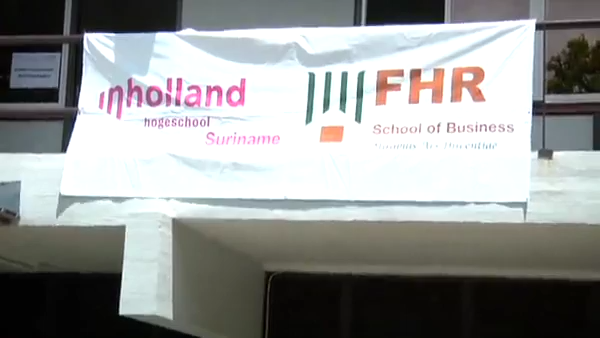 inholland
hogeschool
Suriname
FHR
School of Business